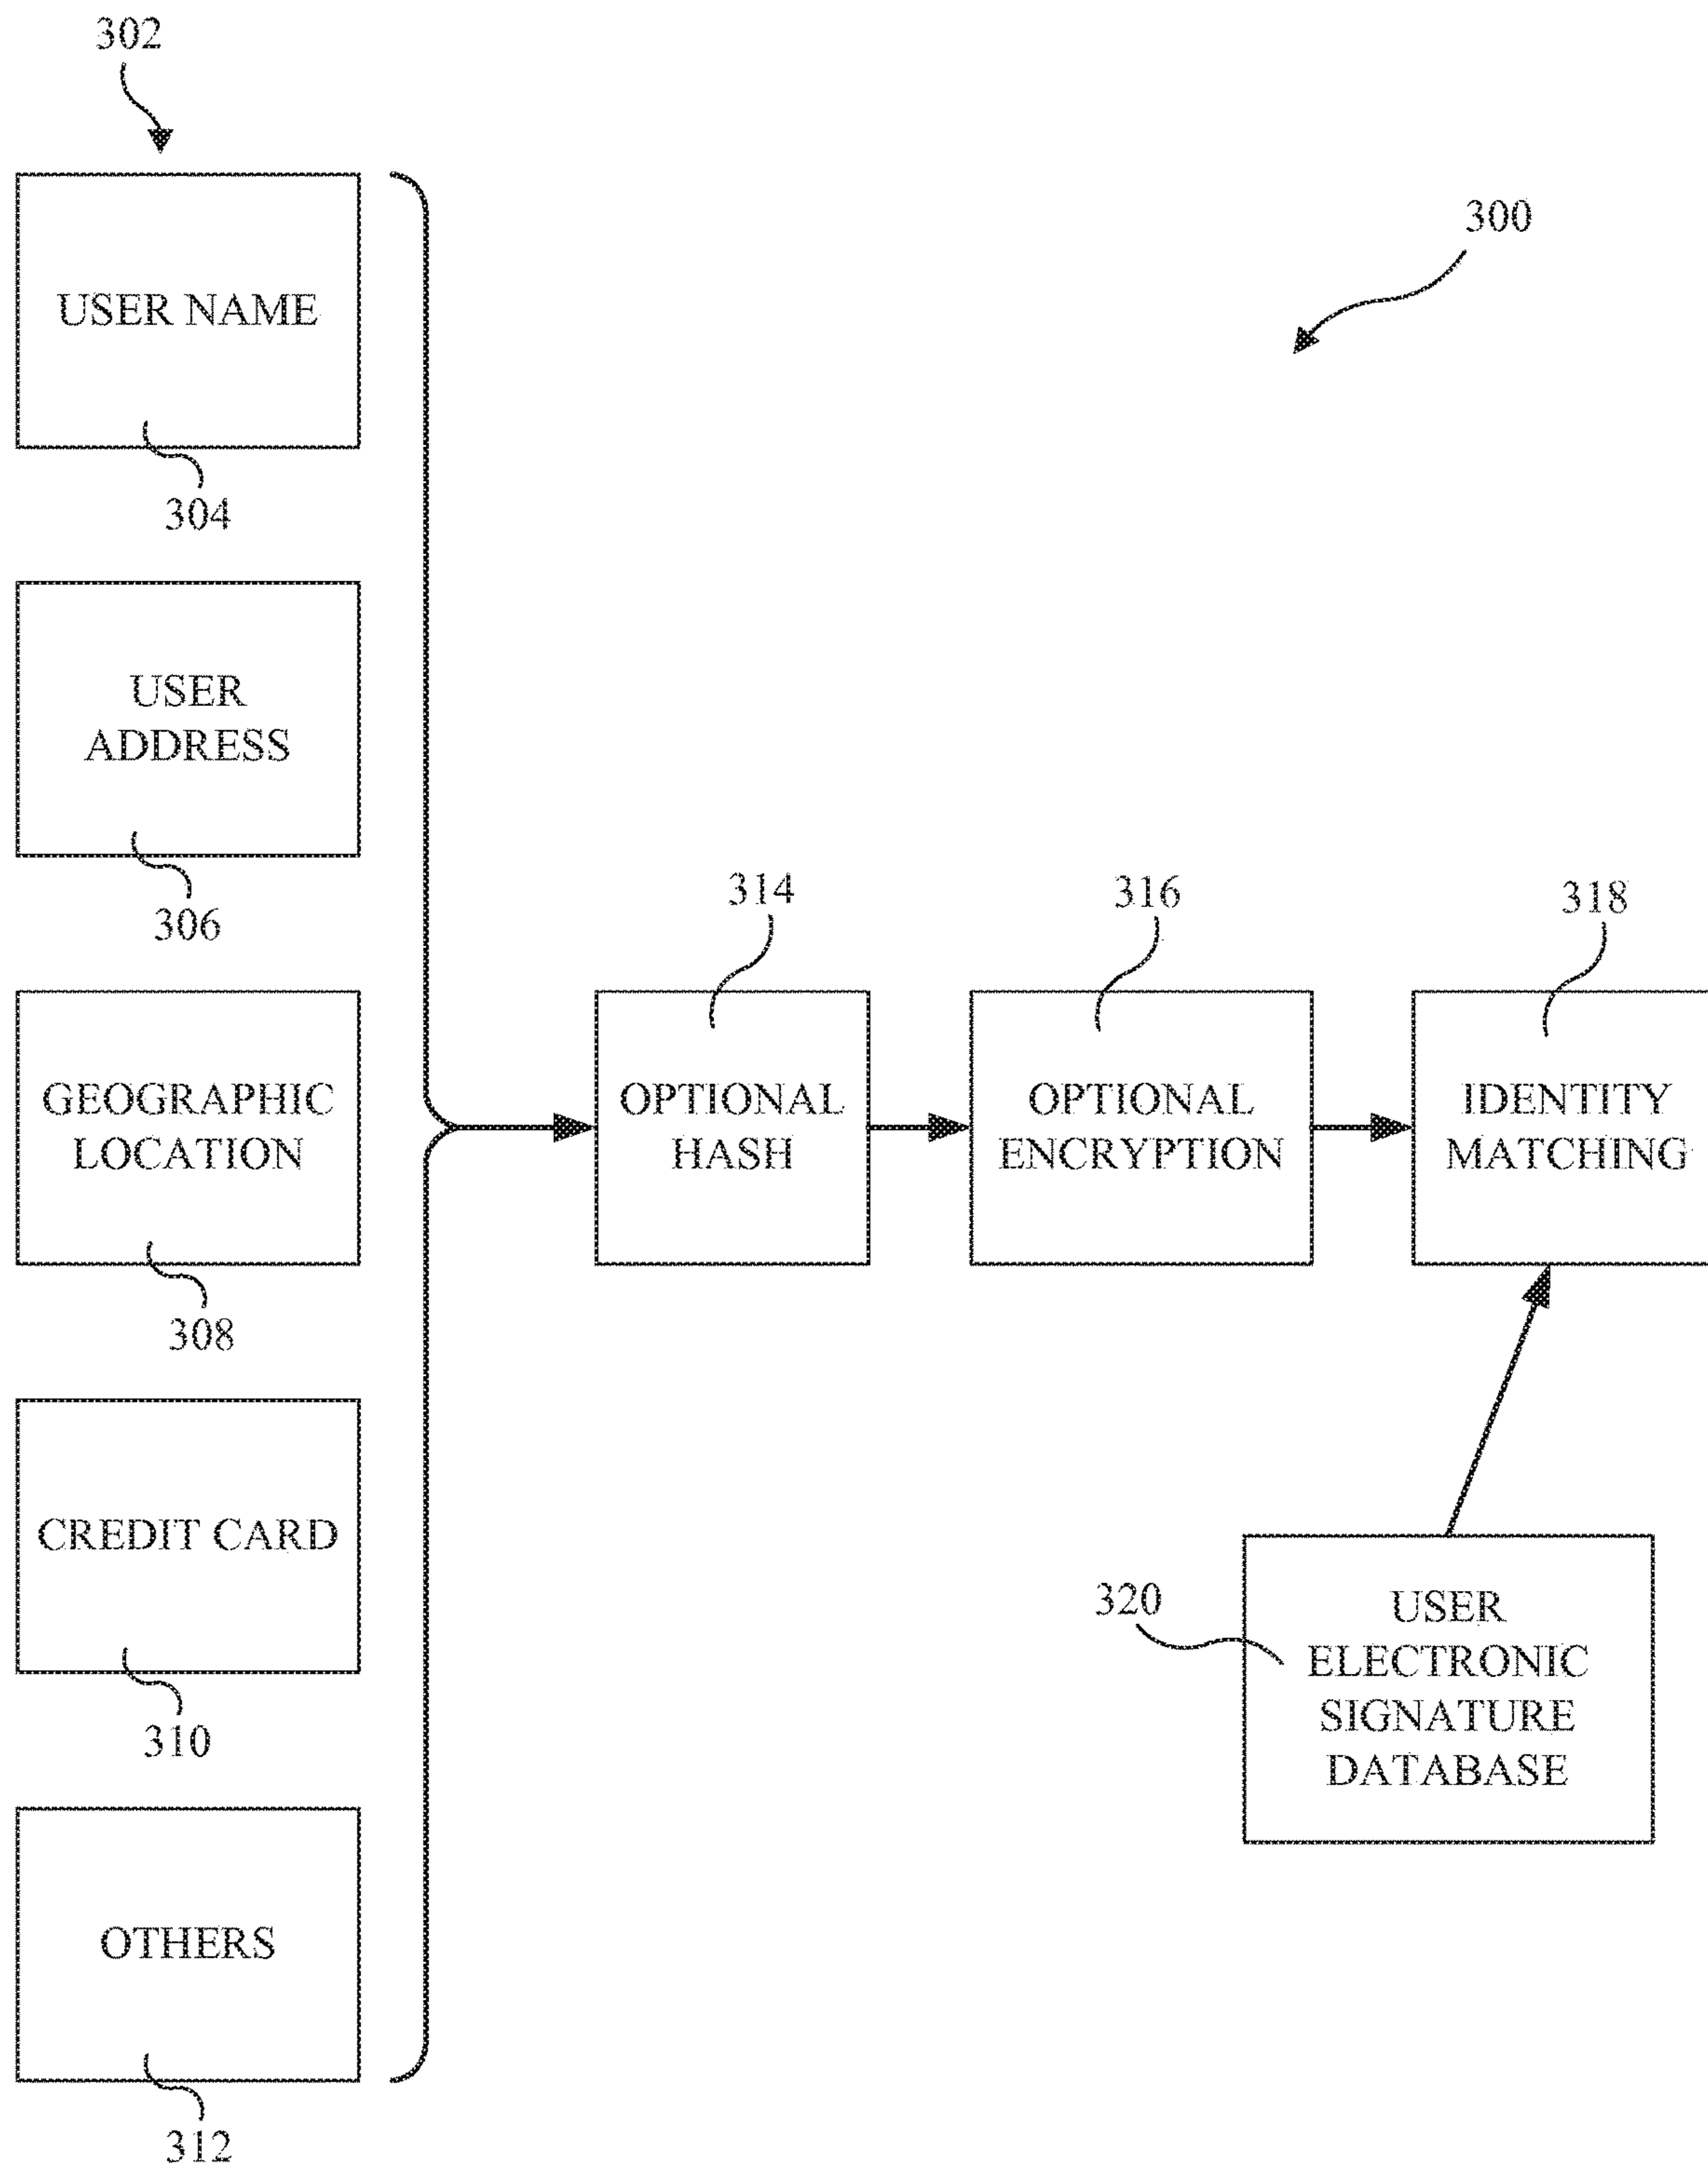 302
300
USER NAME
304
USER
ADDRESS
306
314
316
318
GEOGRAPHIC
LOCATION
308
OPTIONAL
HASH
OPTIONAL
ENCRYPTION
IDENTITY
MATCHING
CREDIT CARD
310
320
USER
ELECTRONIC
SIGNATURE
DATABASE
OTHERS
312